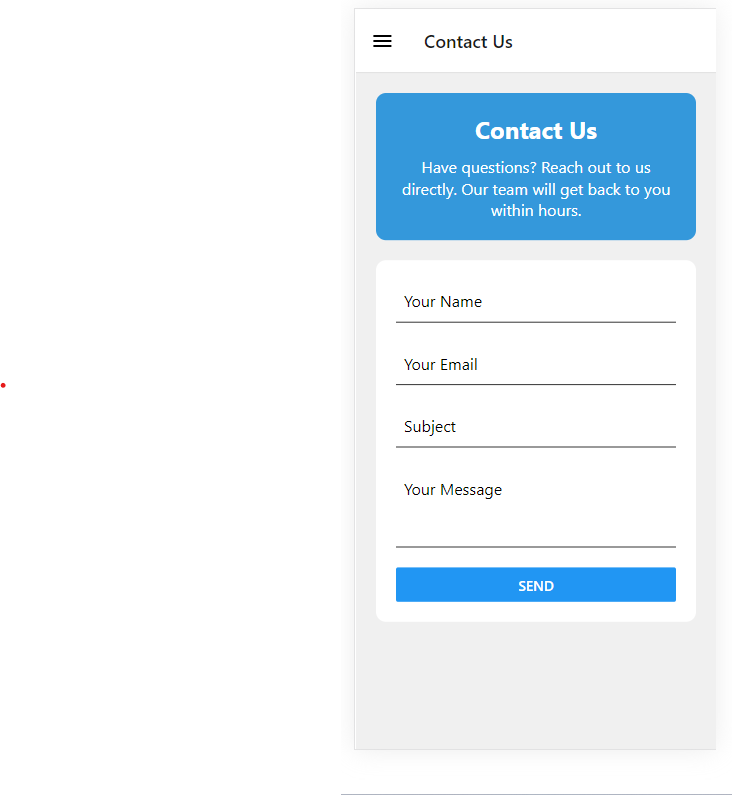 Contact Us
Contact Us
Have questions? Reach out to us
directly. Our team will get back to you
within hours.
Your Name
Your Email
Subject
Your Message
SEND